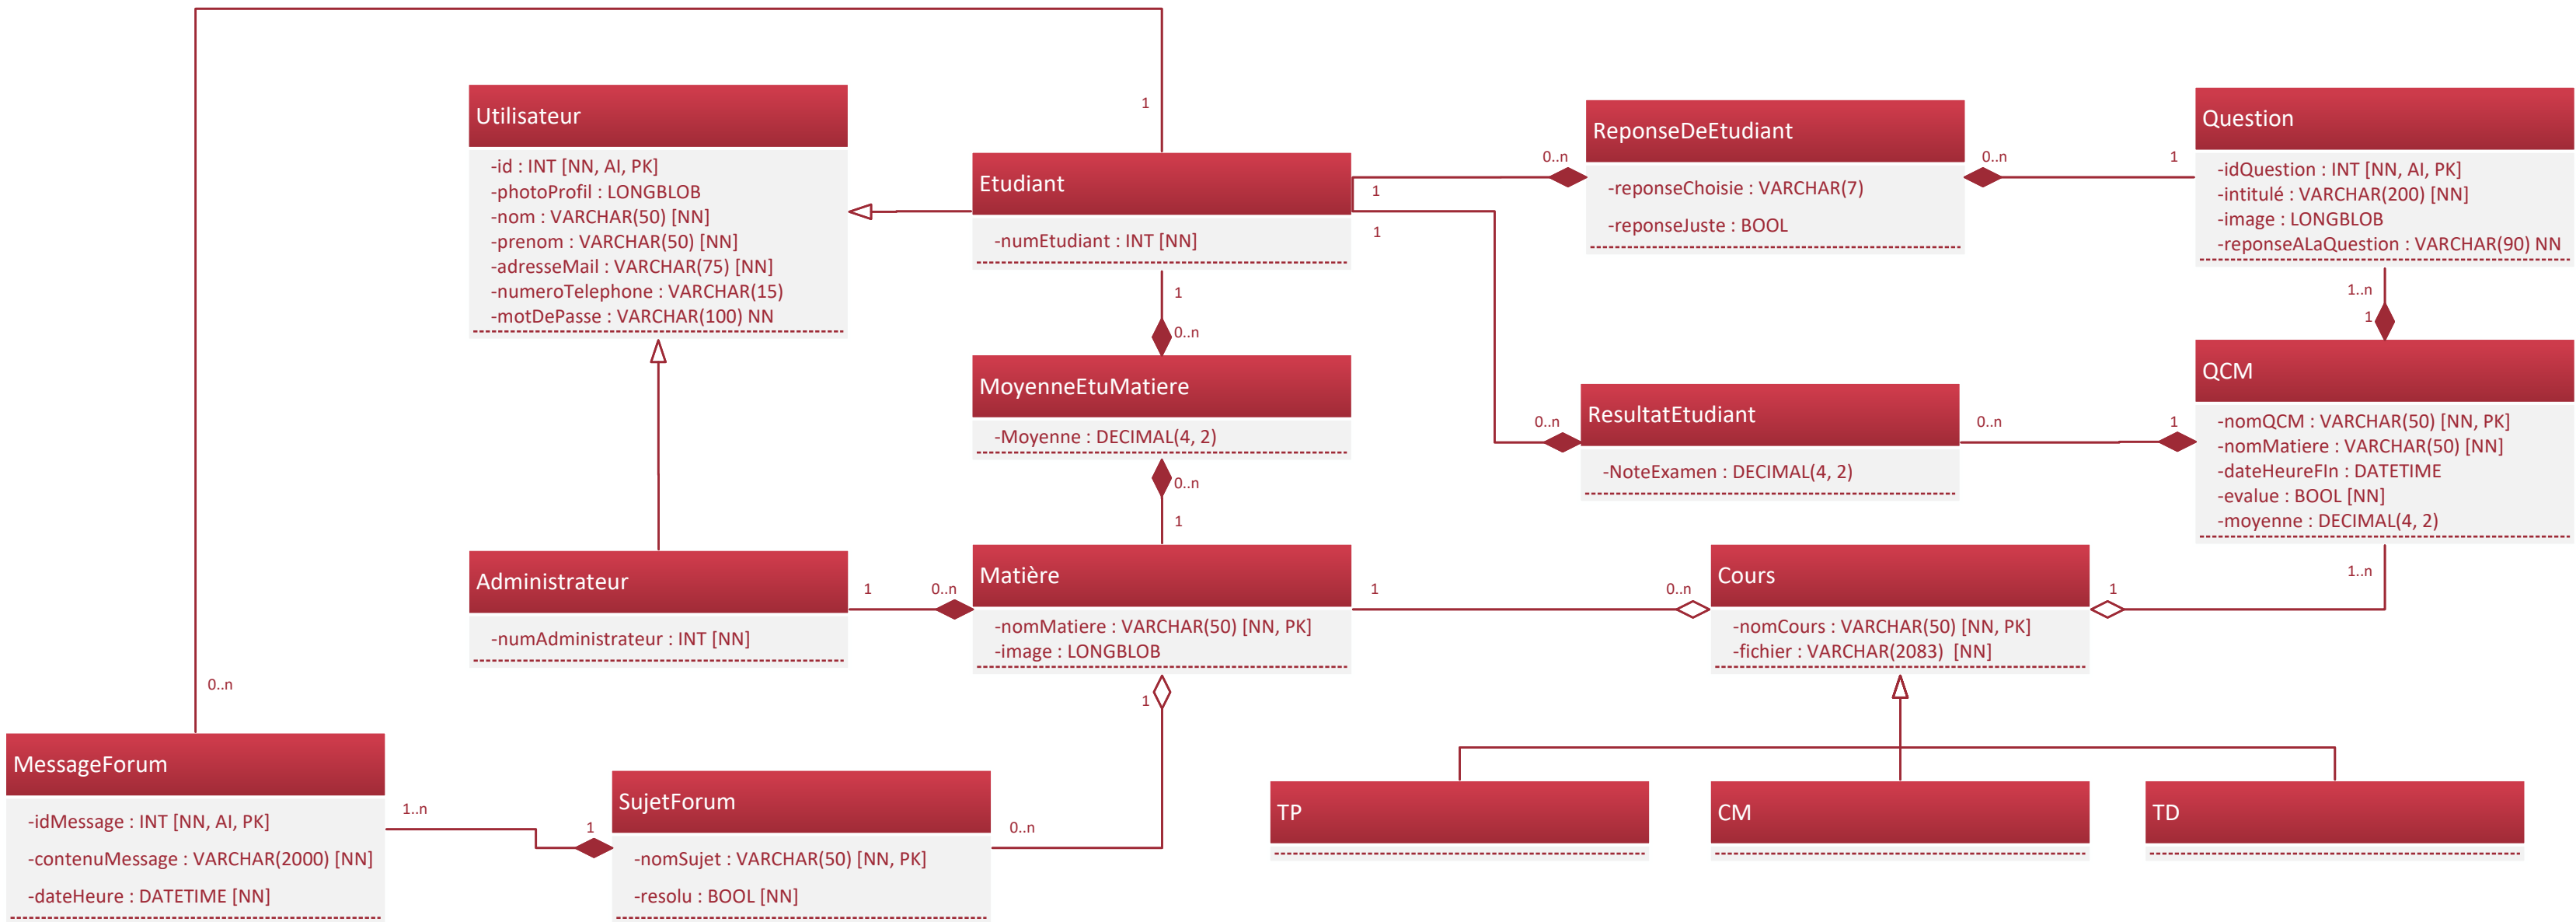 Utilisateur
-id : INT [NN, AI, PK]
-photoProfil : LONGBLOB
-nom : VARCHAR(50) [NN]
-prenom : VARCHAR(50) [NN]
-adresseMail : VARCHAR(75) [NN]
-numeroTelephone : VARCHAR(15)
-motDePasse : VARCHAR(100) NN
1
Etudiant
-numEtudiant : INT [NN]
1
1
0..n
ReponseDeEtudiant
-reponseChoisie : VARCHAR(7)
-reponseJuste : BOOL
0..n
1
Question
-idQuestion : INT [NN, AI, PK]
-intitulé : VARCHAR(200) [NN]
-image : LONGBLOB
-reponseALaQuestion : VARCHAR(90) NN
1..n
1
1
0..n
MoyenneEtuMatiere
-Moyenne : DECIMAL(4, 2)
0..n
1
0..n
ResultatEtudiant
-NoteExamen : DECIMAL(4, 2)
0..n
1
QCM
-nomQCM : VARCHAR(50) [NN, PK]
-nomMatiere : VARCHAR(50) [NN]
-dateHeureFIn : DATETIME
-evalue : BOOL [NN]
-moyenne : DECIMAL(4, 2)
1..n
Administrateur
-numAdministrateur : INT [NN]
1
0..n
Matière
-nomMatiere : VARCHAR(50) [NN, PK]
-image : LONGBLOB
1
0..n
Cours
-nomCours : VARCHAR(50) [NN, PK]
-fichier : VARCHAR(2083) [NN]
1
0..n
1
MessageForum
-idMessage : INT [NN, AI, PK]
-contenuMessage : VARCHAR(2000) [NN]
-dateHeure : DATETIME [NN]
1..n
1
SujetForum
-nomSujet : VARCHAR(50) [NN, PK]
-resolu : BOOL [NN]
0..n
TP
CM
TD